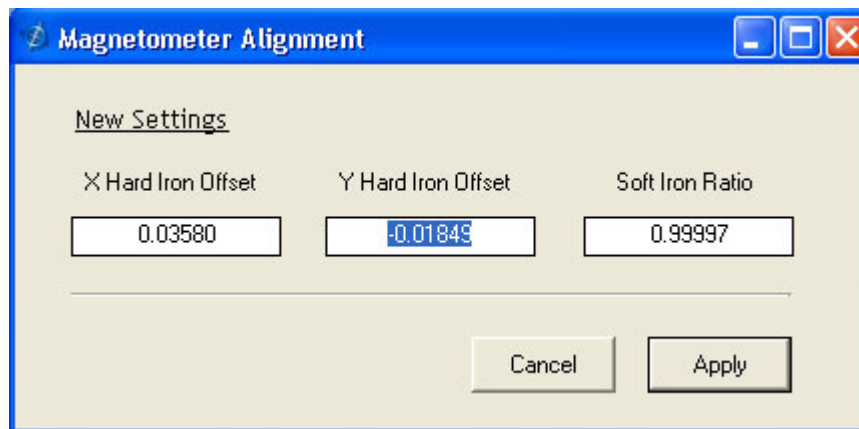 Magnetometer Alignment
New Settings
X Hard Iron Offset Y Hard Iron Offset Soft Iron Ratio
0.03580 -0.01849 0.99997
Cancel Apply